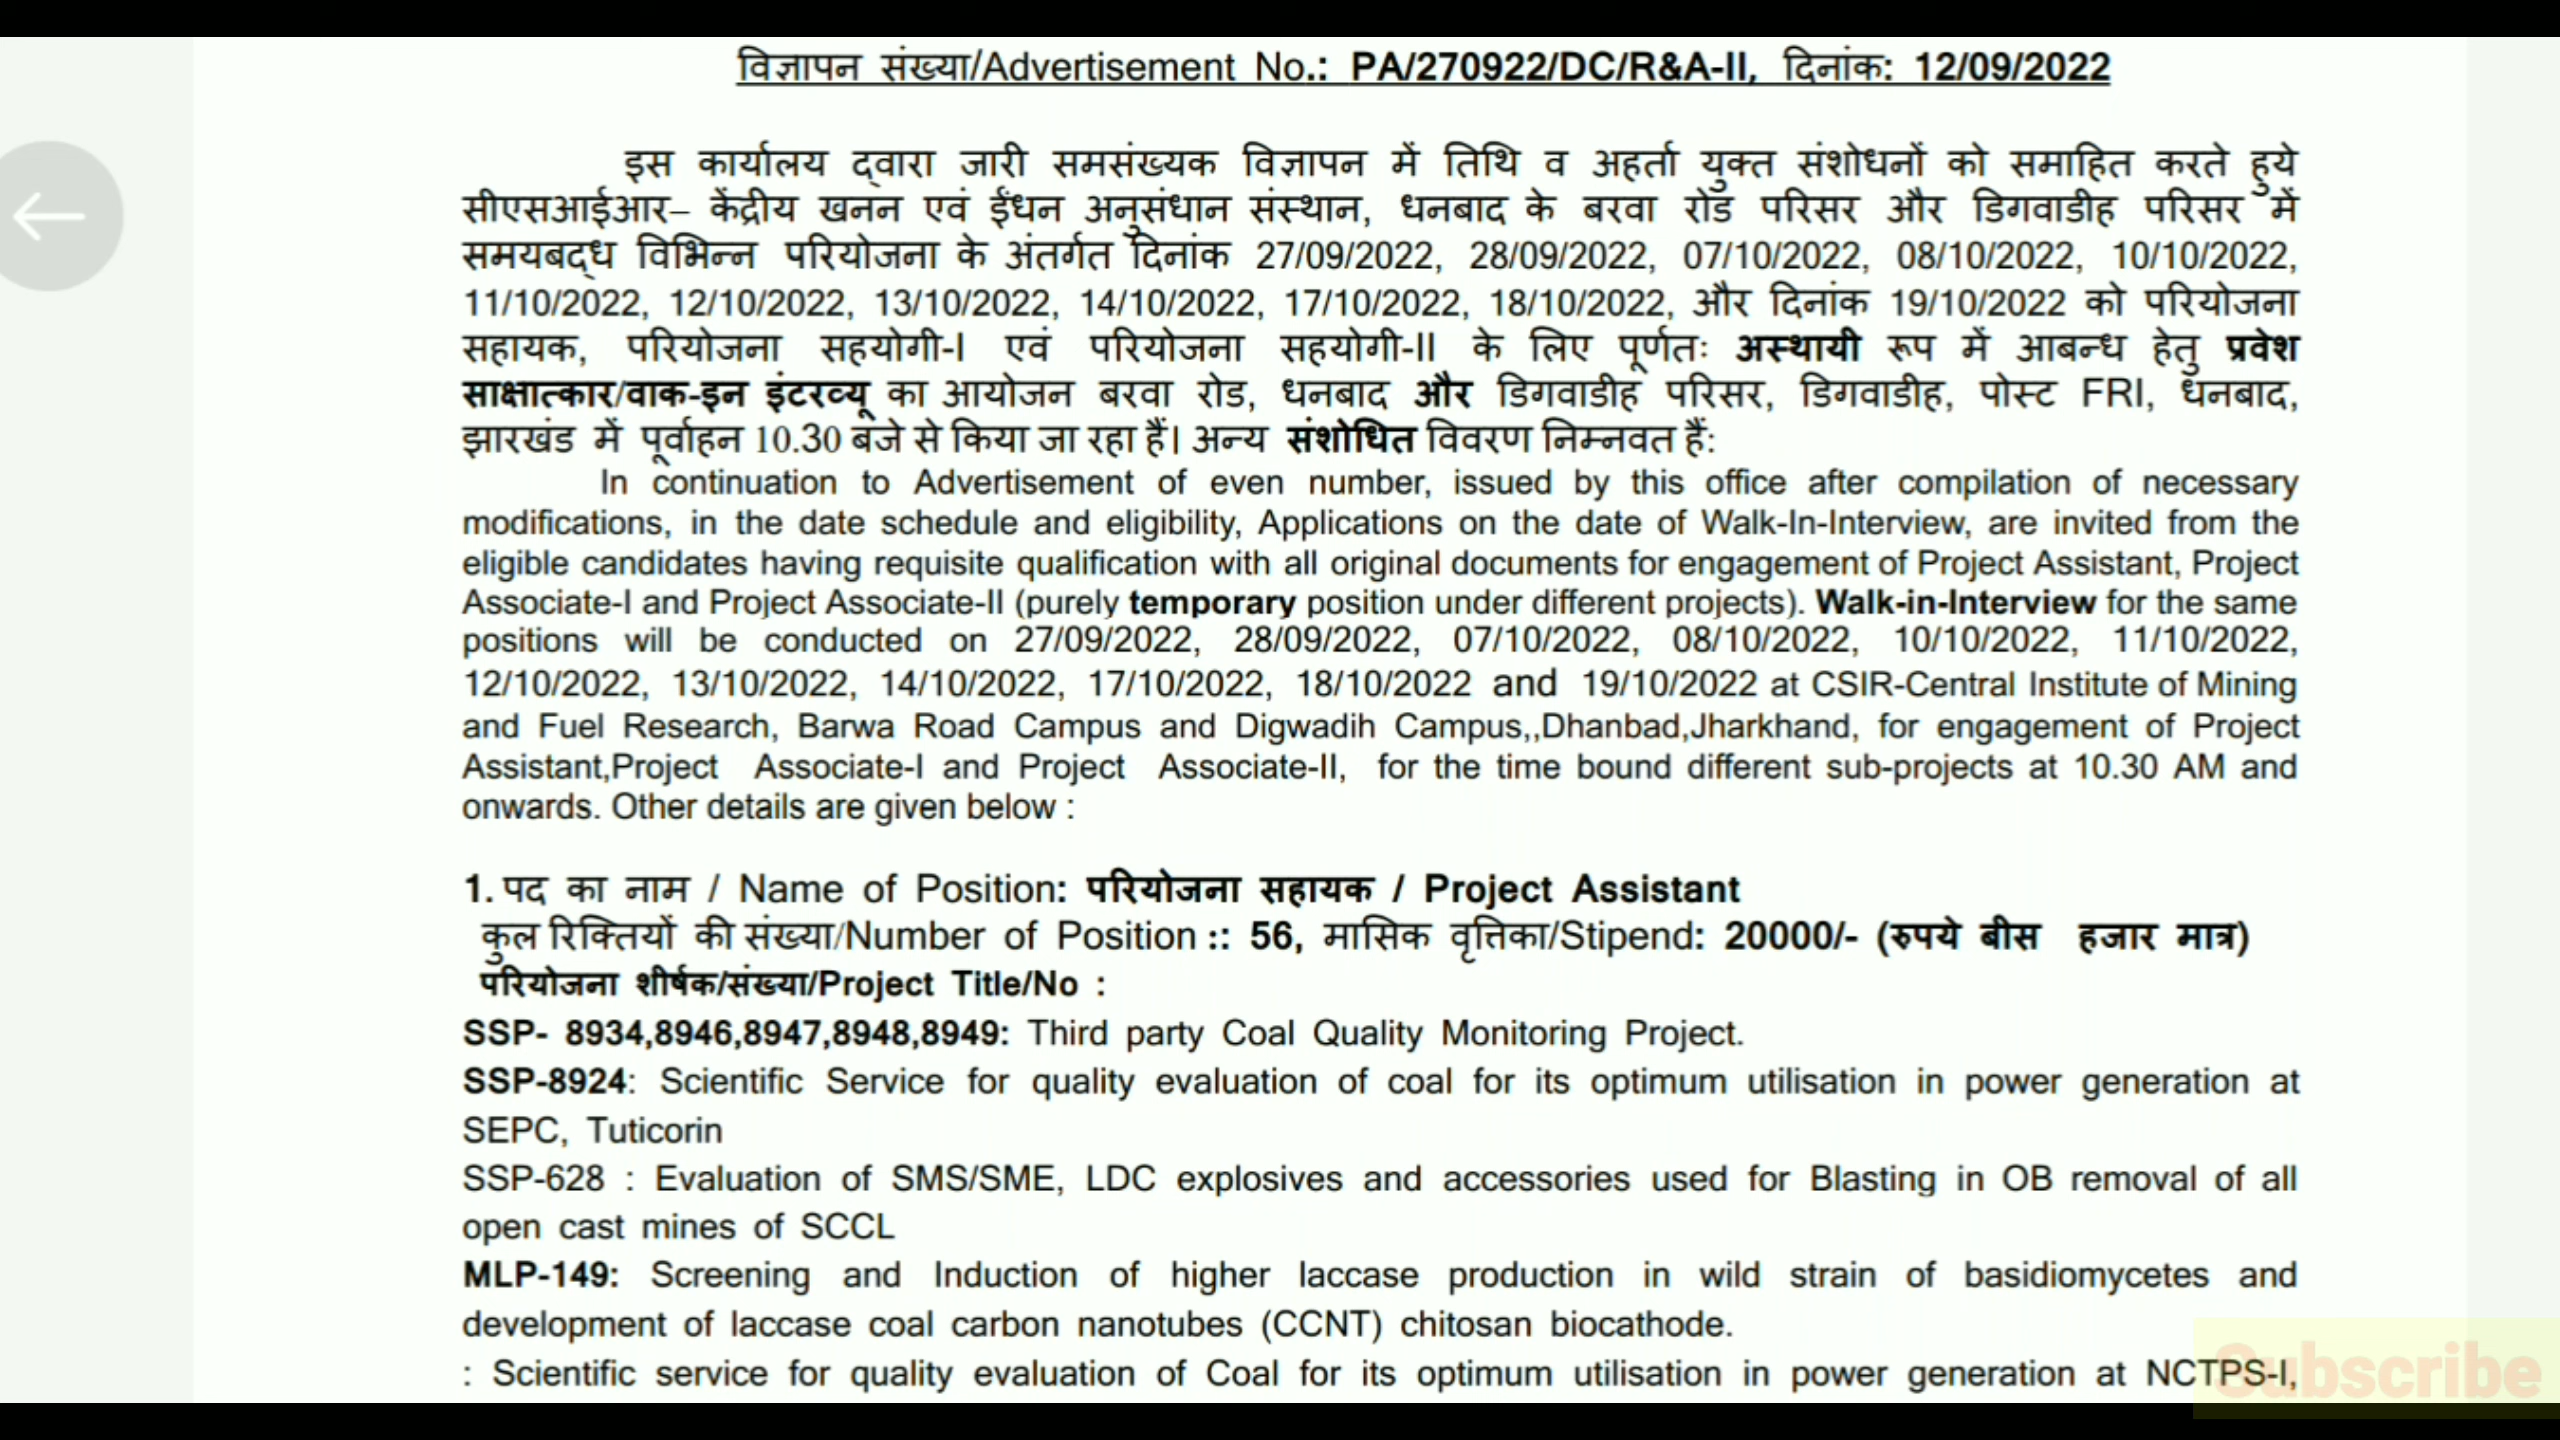 विज्ञापन संख्या/Advertisement No.: PA/270922/DC/R&A-II, दिनांक: 12/09/2022
इस कार्यालय द्वारा जारी समसंख्यक विज्ञापन में तिथि व अहर्ता युक्त संशोधनों को समाहित करते हुये
सीएसआईआर– केंद्रीय खनन एवं ईंधन अनुसंधान संस्थान, धनबाद के बरवा रोड परिसर और डिगवाडीह परिसर में
समयबद्ध विभिन्न परियोजना के अंतर्गत दिनांक 27/09/2022, 28/09/2022, 07/10/2022, 08/10/2022, 10/10/2022,
11/10/2022, 12/10/2022, 13/10/2022, 14/10/2022, 17/10/2022, 18/10/2022, और दिनांक 19/10/2022 को परियोजना
सहायक, परियोजना सहयोगी-I एवं परियोजना सहयोगी-II के लिए पूर्णतः अस्थायी रूप में आबन्ध हेतु प्रवेश
साक्षात्कार/वाक-इन इंटरव्यू का आयोजन बरवा रोड, धनबाद और डिगवाडीह परिसर, डिगवाडीह, पोस्ट FRI, धनबाद,
झारखंड में पूर्वाहन 10.30 बजे से किया जा रहा हैं। अन्य संशोधित विवरण निम्नवत हैं:
In continuation to Advertisement of even number, issued by this office after compilation of necessary
modifications, in the date schedule and eligibility, Applications on the date of Walk-In-Interview, are invited from the
eligible candidates having requisite qualification with all original documents for engagement of Project Assistant, Project
Associate-I and Project Associate-II (purely temporary position under different projects). Walk-in-Interview for the same
positions will be conducted on 27/09/2022, 28/09/2022, 07/10/2022, 08/10/2022, 10/10/2022, 11/10/2022,
12/10/2022, 13/10/2022, 14/10/2022, 17/10/2022, 18/10/2022 and 19/10/2022 at CSIR-Central Institute of Mining
and Fuel Research, Barwa Road Campus and Digwadih Campus,,Dhanbad,Jharkhand, for engagement of Project
Assistant,Project Associate-I and Project Associate-II, for the time bound different sub-projects at 10.30 AM and
onwards. Other details are given below :
1. पद का नाम / Name of Position: परियोजना सहायक / Project Assistant
कुल रिक्तियों की संख्या/Number of Position :: 56, मासिक वृत्तिका/Stipend: 20000/- (रुपये बीस हजार मात्र)
परियोजना शीर्षक/संख्या/Project Title/No :
SSP- 8934,8946,8947,8948,8949: Third party Coal Quality Monitoring Project.
SSP-8924: Scientific Service for quality evaluation of coal for its optimum utilisation in power generation at
SEPC, Tuticorin
SSP-628 : Evaluation of SMS/SME, LDC explosives and accessories used for Blasting in OB removal of all
open cast mines of SCCL
MLP-149: Screening and Induction of higher laccase production in wild strain of basidiomycetes and
development of laccase coal carbon nanotubes (CCNT) chitosan biocathode.
: Scientific service for quality evaluation of Coal for its optimum utilisation in power generation at NCTPS-I,
Subscribe